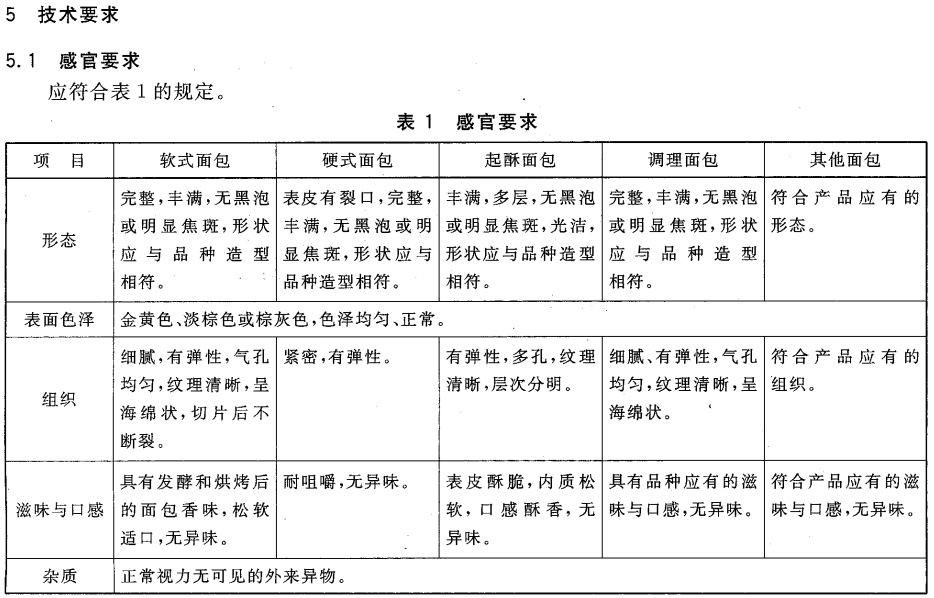 5 技术要求
5.1 感官要求
应符合表1的规定。
表 1 感官要求
项 目 软式面包 硬式面包 起酥面包 调理面包 其他面包
形态
完整,丰满,无黑泡
或明显焦斑,形状
应与品种造型
相符。
表皮有裂口,完整,
丰满,无黑泡或明
显焦斑,形状应与
品种造型相符。
丰满,多层,无黑泡
或明显焦斑,光洁,
形状应与品种造型
相符。
完整,丰满,无黑泡
或明显焦斑,形状
应与品种造型
相符。
符合产品应有的
形态。
表面色泽 金黄色、淡棕色或棕灰色,色泽均匀、正常。
组织
细腻,有弹性,气孔
均匀,纹理清晰,呈
海绵状,切片后不
断裂。
紧密,有弹性。
有弹性,多孔,纹理
清晰,层次分明。
细腻、有弹性,气孔
均匀,纹理清晰,呈
海绵状。
符合产品应有的
组织。
滋味与口感
具有发酵和烘烤后
的面包香味,松软
适口,无异味。
耐咀嚼,无异味。
表皮酥脆,内质松
软,口感酥香,无
异味。
具有品种应有的滋
味与口感,无异味。
符合产品应有的滋
味与口感,无异味。
杂质 正常视力无可见的外来异物。